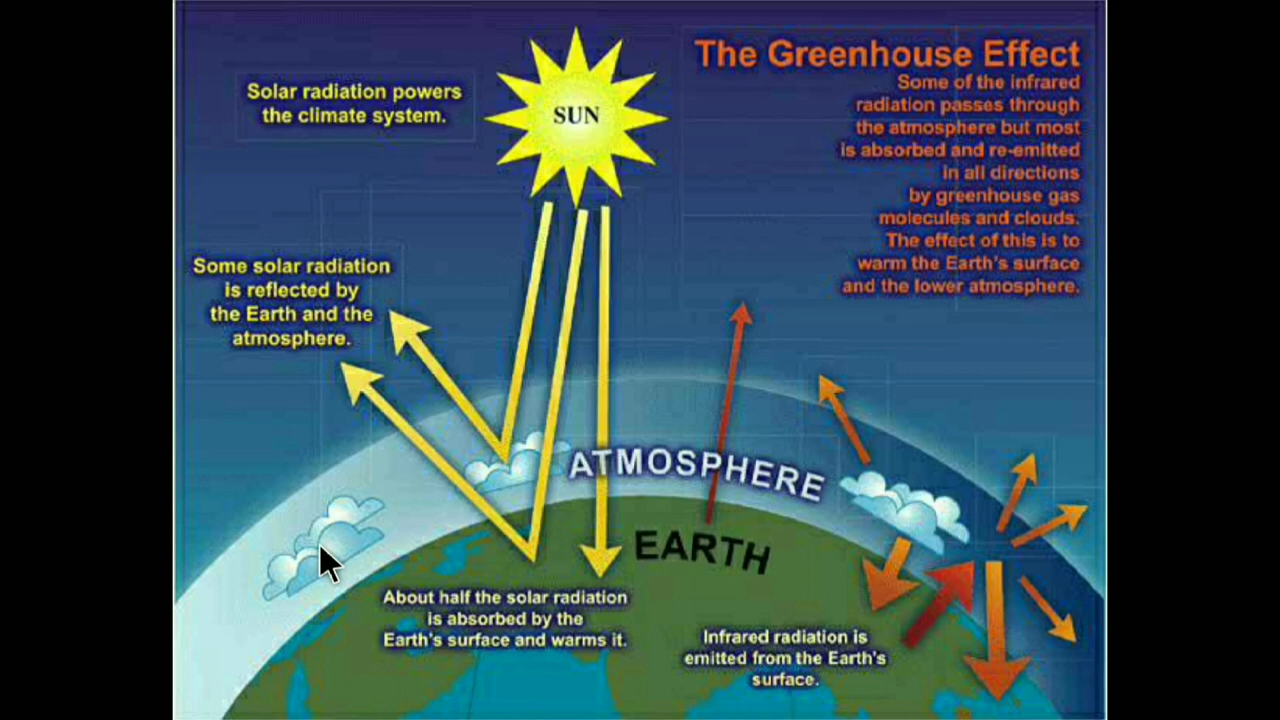 The Greenhouse Effect
Some of the infrared
radiation passes through
the atmosphere but most
is absorbed and re-emitted
in all directions
by greenhouse gas
molecules and clouds.
The effect of this is to
warm the Earth's surface
and the lower atmosphere.
Solar radiation powers
the climate system.
SUN
Some solar radiation
is reflected by
the Earth and the
atmosphere.
ATMOSPHERE
EARTH
About half the solar radiation
is absorbed by the
Earth's surface and warms it.
Infrared radiation is
emitted from the Earth's
surface.